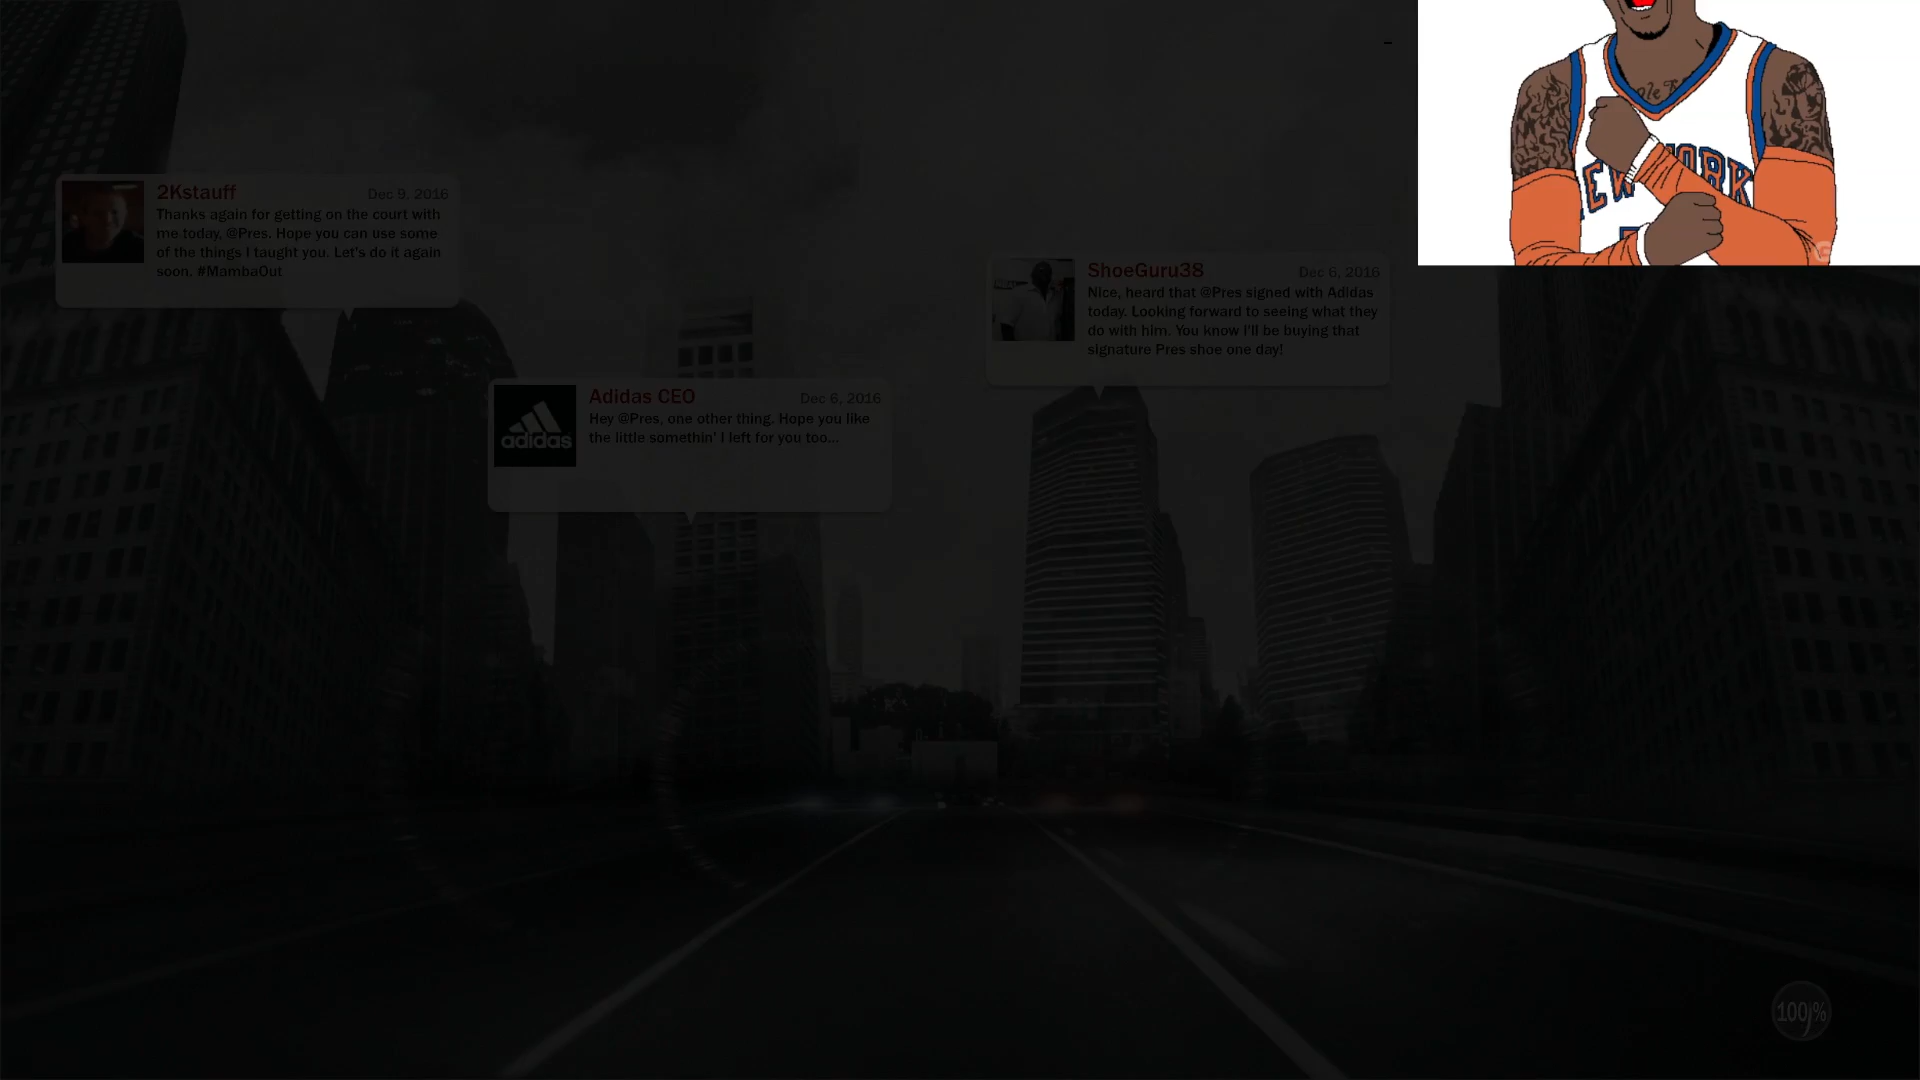 2Kstauff
Dec 9, 2016
Thanks again for getting on the court with
me today, @Pres. Hope you can use some
of the things I taught you. Let's do it again
soon. #MambaOut
ShoeGuru38
Dec 6, 2016
Nice, heard that @Pres signed with Adidas
today. Looking forward to seeing what they
do with him. You know I'll be buying that
signature Pres shoe one day!
Adidas CEO
Dec 6, 2016
Hey @Pres, one other thing. Hope you like
the little somethin' I left for you too...
adidas
EW YORK
100%